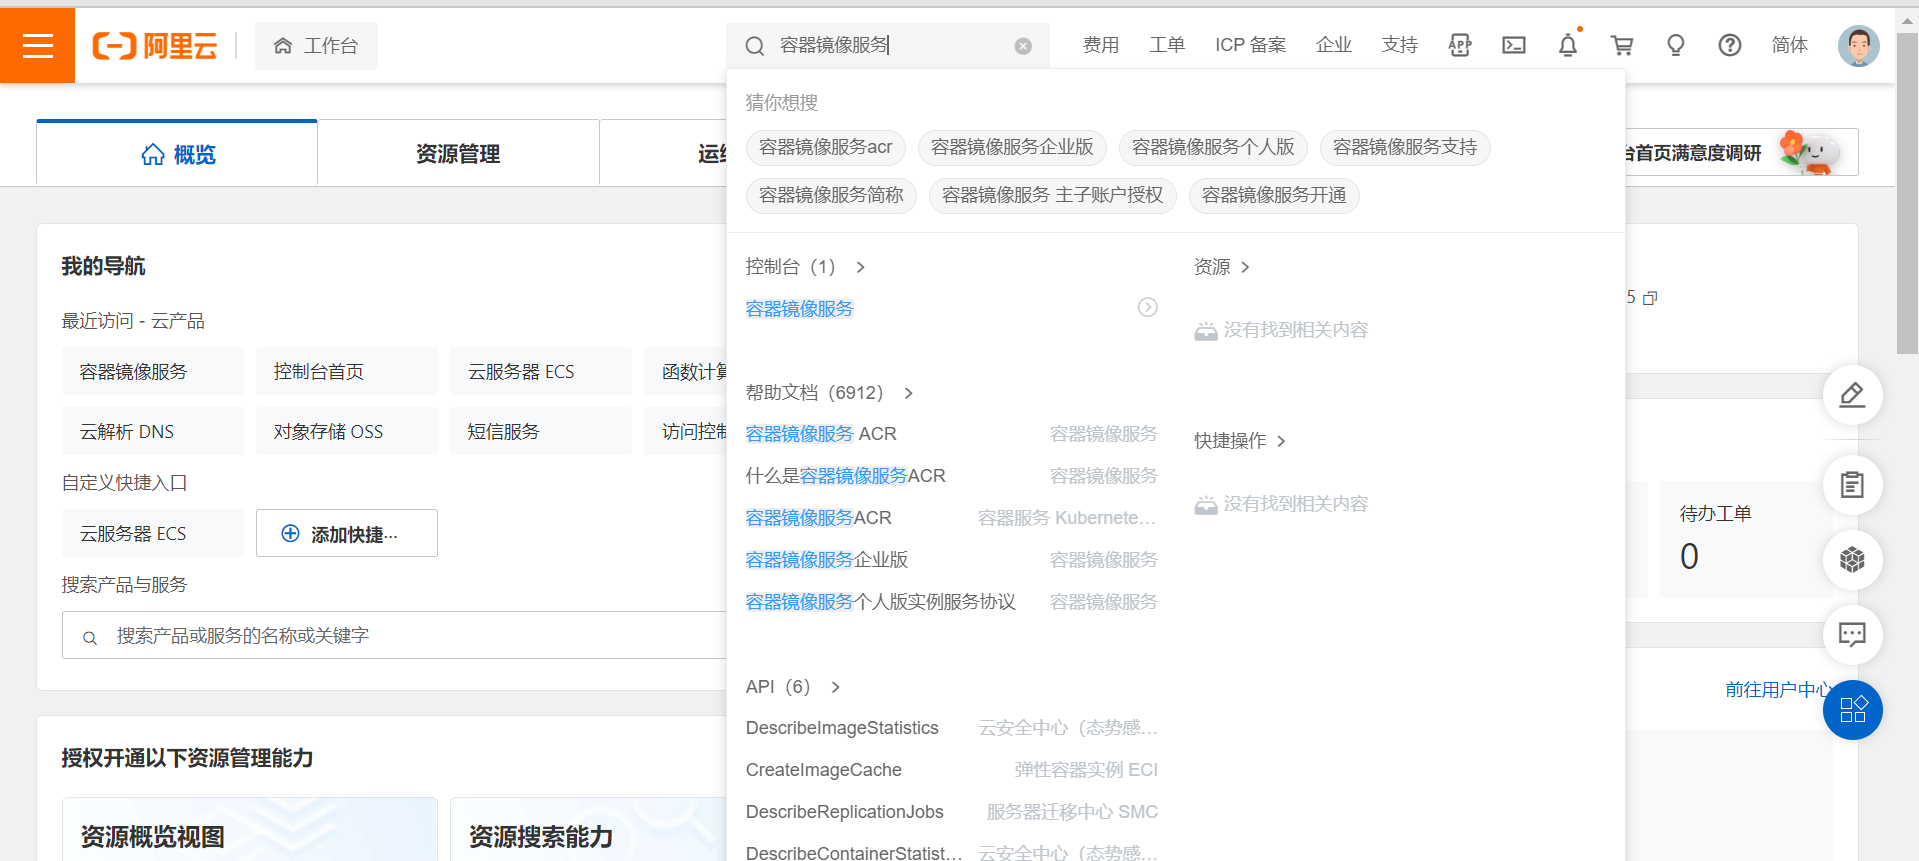 阿里云
工作台
容器镜像服务
费用
工单
ICP 备案
企业
支持
APP
简体
概览
资源管理
猜你想搜
容器镜像服务acr
容器镜像服务企业版
容器镜像服务个人版
容器镜像服务支持
容器镜像服务简称
容器镜像服务 主子账户授权
容器镜像服务开通
台首页满意度调研
我的导航
最近访问 - 云产品
容器镜像服务
控制台首页
云服务器 ECS
函数计算
云解析 DNS
对象存储 OSS
短信服务
访问控制
自定义快捷入口
云服务器 ECS
添加快捷···
搜索产品与服务
搜索产品或服务的名称或关键字
授权开通以下资源管理能力
资源概览视图
资源搜索能力
控制台（1）
容器镜像服务
帮助文档（6912）
容器镜像服务 ACR 容器镜像服务
什么是容器镜像服务ACR 容器镜像服务
容器镜像服务ACR 容器服务 Kubernete...
容器镜像服务企业版 容器镜像服务
容器镜像服务个人版实例服务协议 容器镜像服务
API（6）
DescribeImageStatistics 云安全中心（态势感...
CreateImageCache 弹性容器实例 ECI
DescribeReplicationJobs 服务器迁移中心 SMC
DescribeContainerStatist... 云安全中心（态势感...
资源
没有找到相关内容
快捷操作
没有找到相关内容
5
待办工单
0
前往用户中心